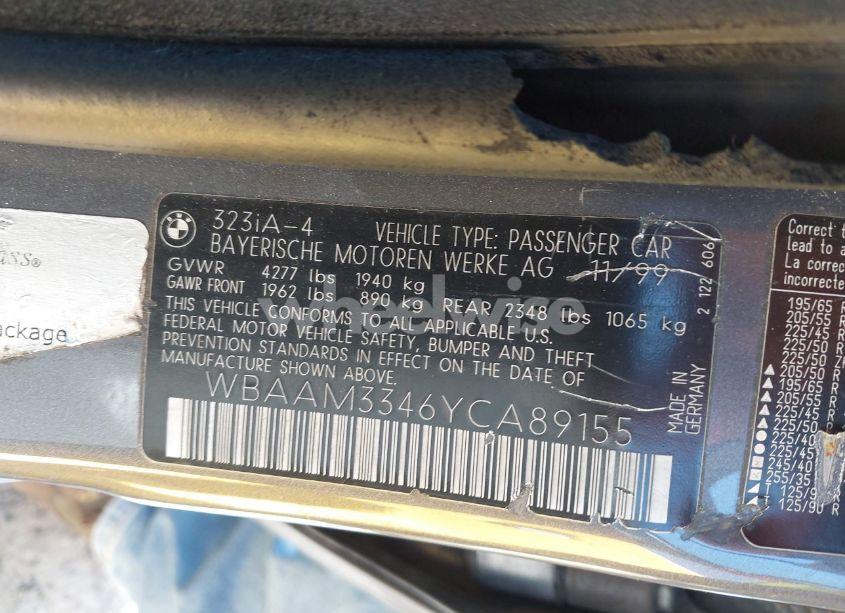 ass®
ackage
BMW
323iA-4 VEHICLE TYPE: PASSENGER CAR
BAYERISCHE MOTOREN WERKE AG 11/99
GVWR 4277 lbs 1940 kg
GAWR FRONT 1962 lbs 890 kg REAR 2348 lbs 1065 kg
THIS VEHICLE CONFORMS TO ALL APPLICABLE U.S.
FEDERAL MOTOR VEHICLE SAFETY, BUMPER AND THEFT
PREVENTION STANDARDS IN EFFECT ON THE DATE OF
MANUFACTURE SHOWN ABOVE.
WBAAM3346YCA89155
MADE IN
GERMANY
2 122 606
wheelwise
Correct t
lead to a
La correc
incorrecte
195/65 R
205/55 R
225/45 R
225/50 R
225/50 ZR
205/50 R
195/65 R
205/55 R
225/45 R
225/50 R
225/40
225/45
245/40
255/35
T 125/9
T 125/90 R